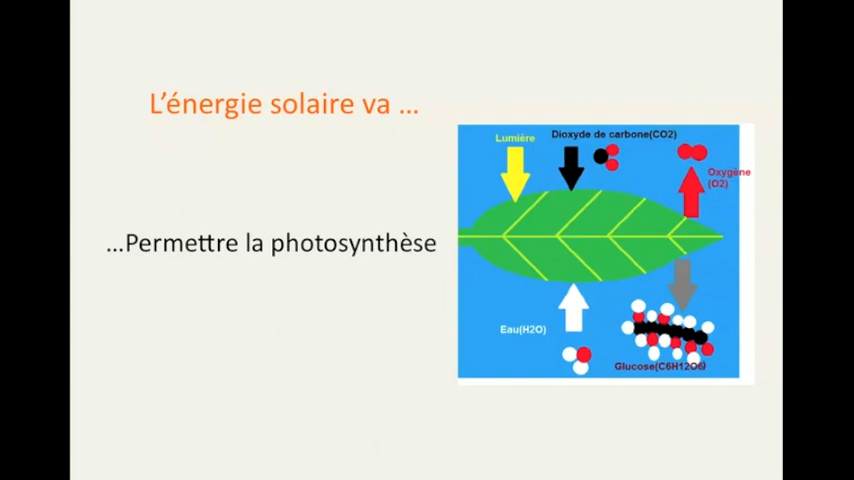 L'énergie solaire va ...
...Permettre la photosynthèse
Lumière
Dioxyde de carbone(CO2)
Oxygène
(O2)
Eau(H2O)
Glucose(C6H12O6)